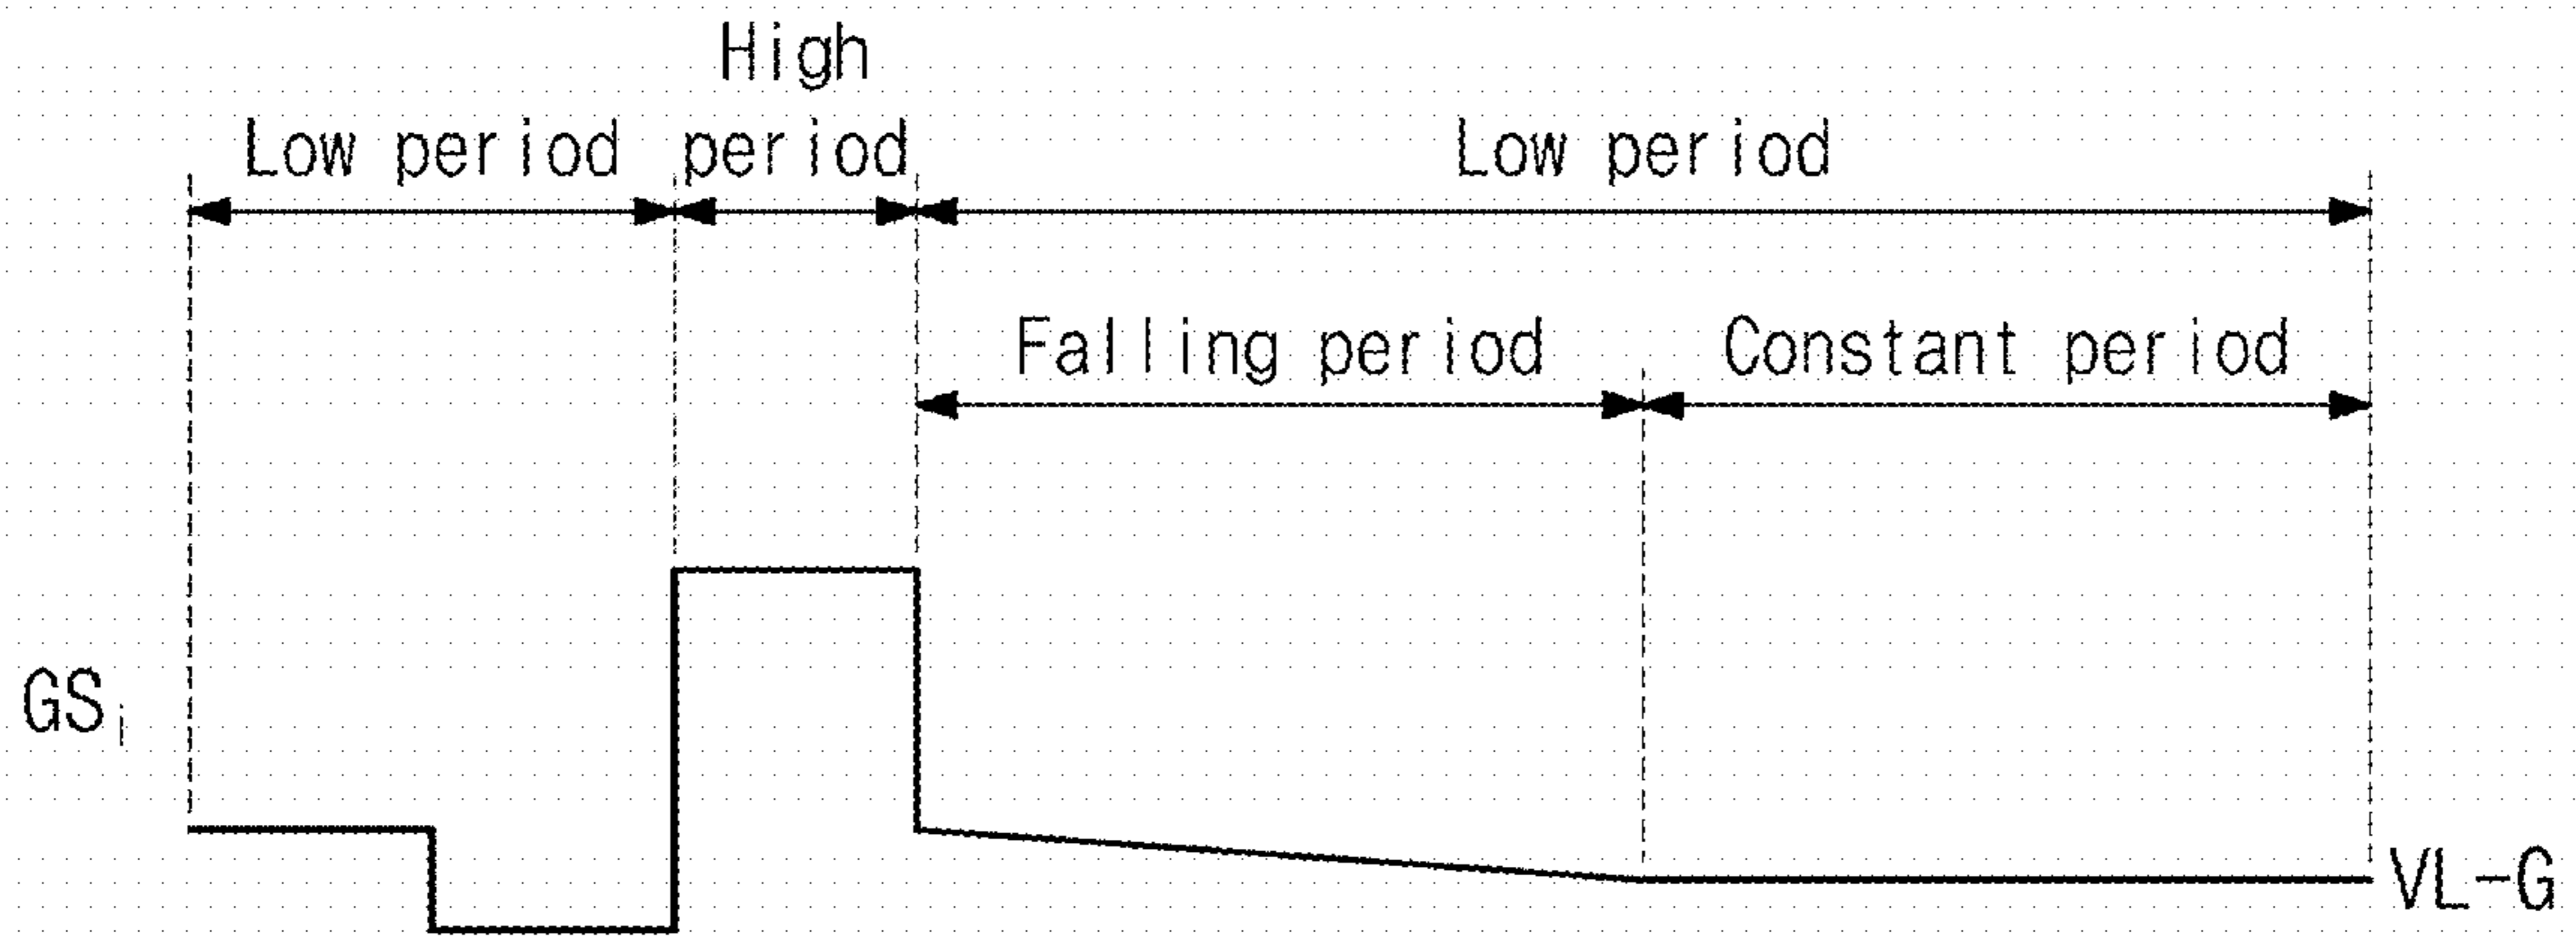 High
Low period period Low period
Falling period Constant period
GSi
VL-G